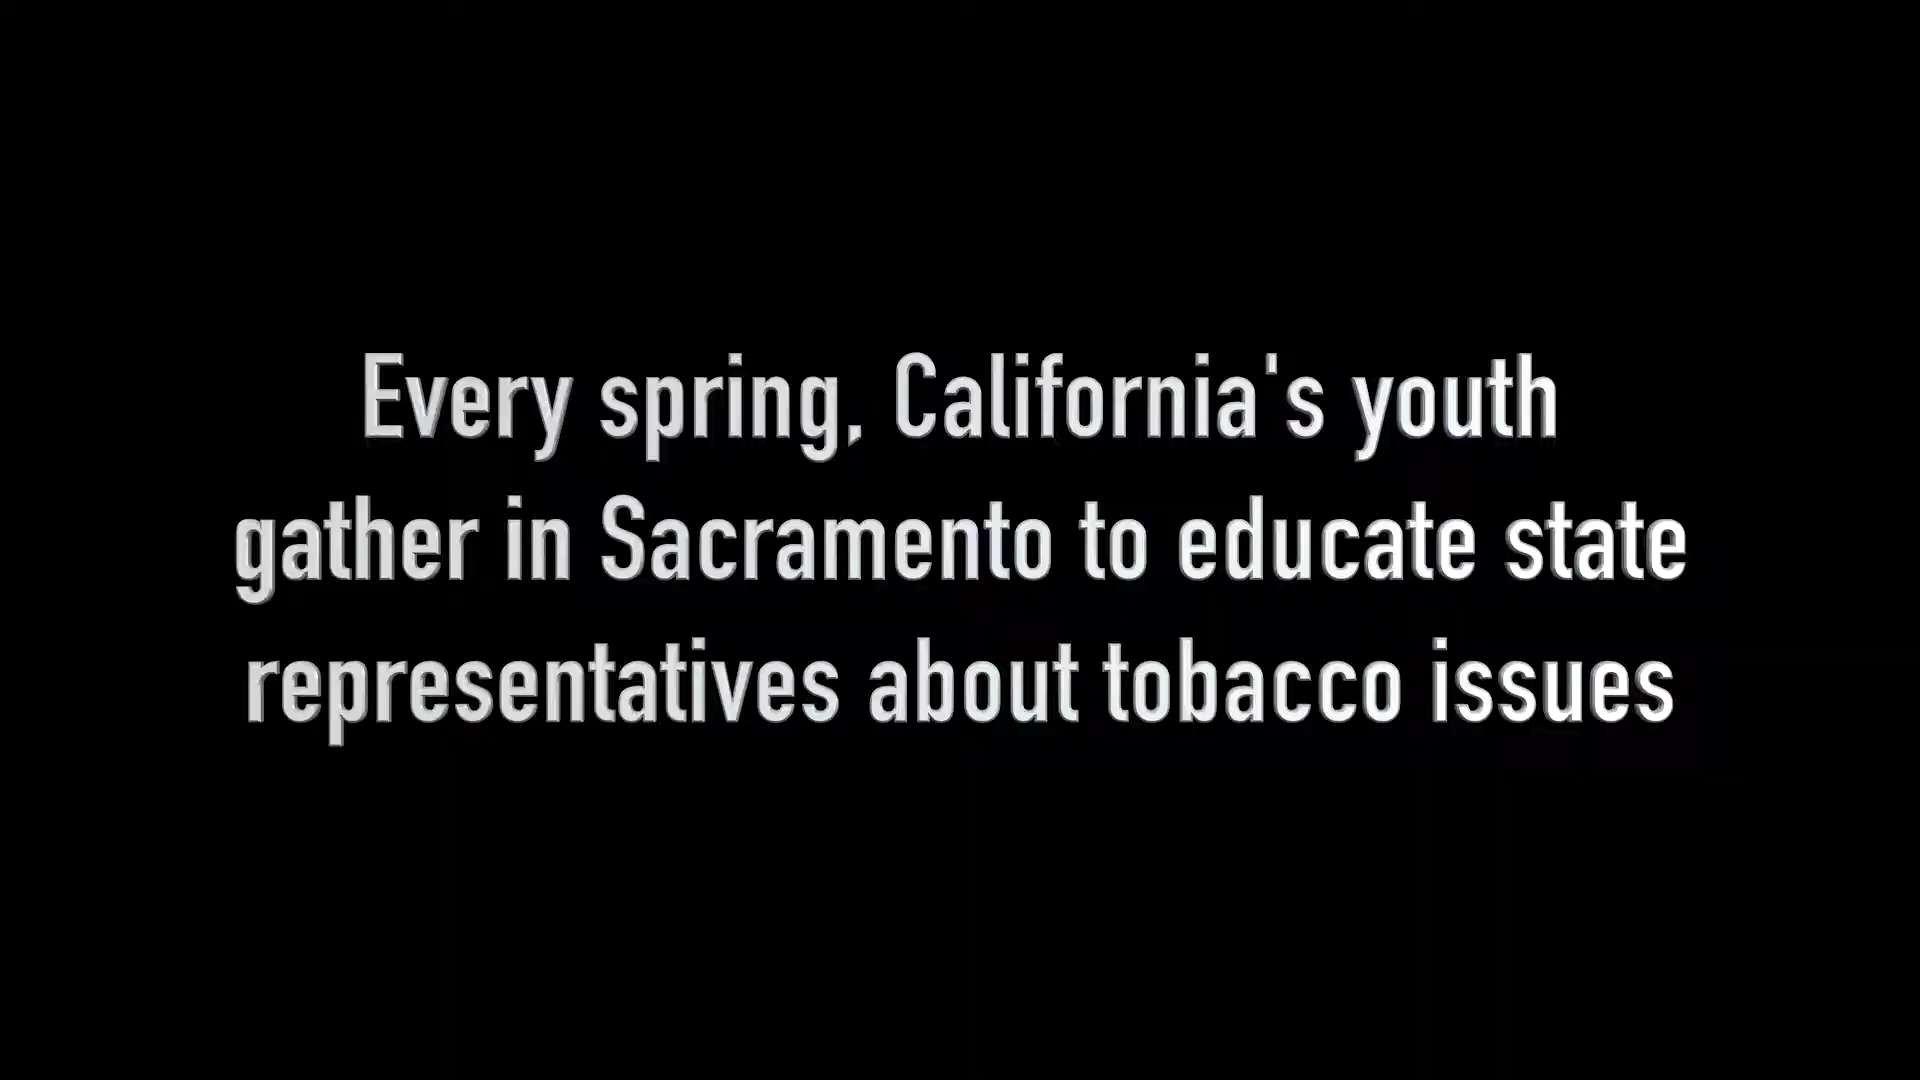 Every spring, California's youth
gather in Sacramento to educate state
representatives about tobacco issues